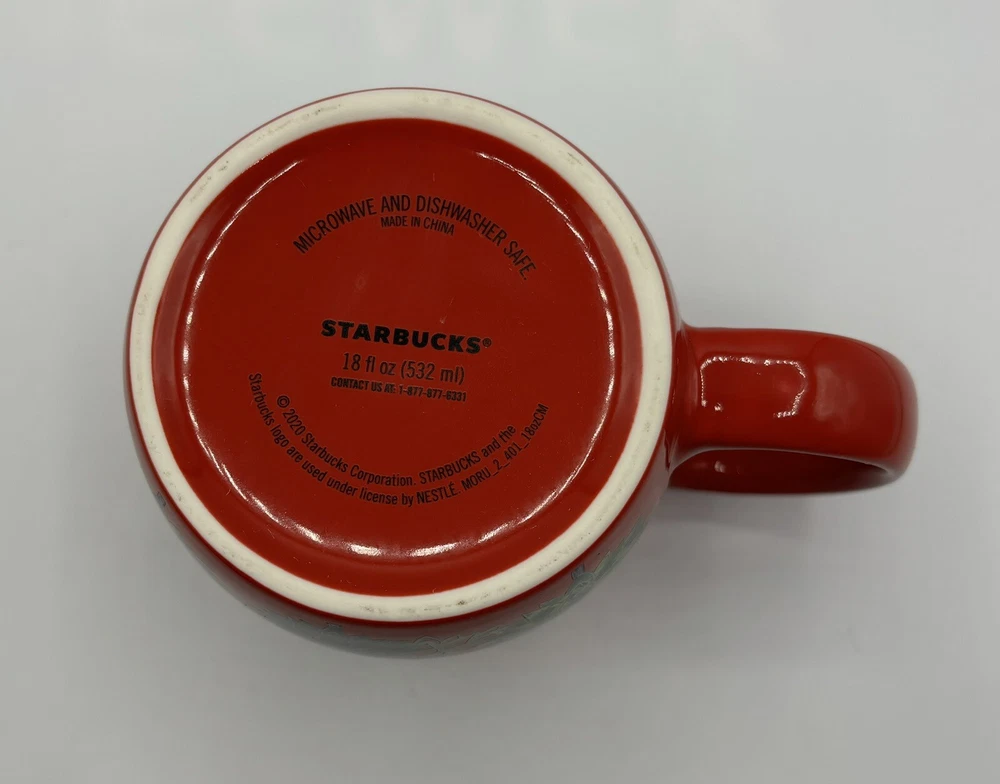 MICROWAVE AND DISHWASHER SAFE.
MADE IN CHINA
STARBUCKS®
18 fl oz (532 ml)
CONTACT US AT: 1-877-677-6331
© 2020 Starbucks Corporation. STARBUCKS and the
Starbucks logo are used under license by NESTLÉ. MORU_2_401_18ozCM